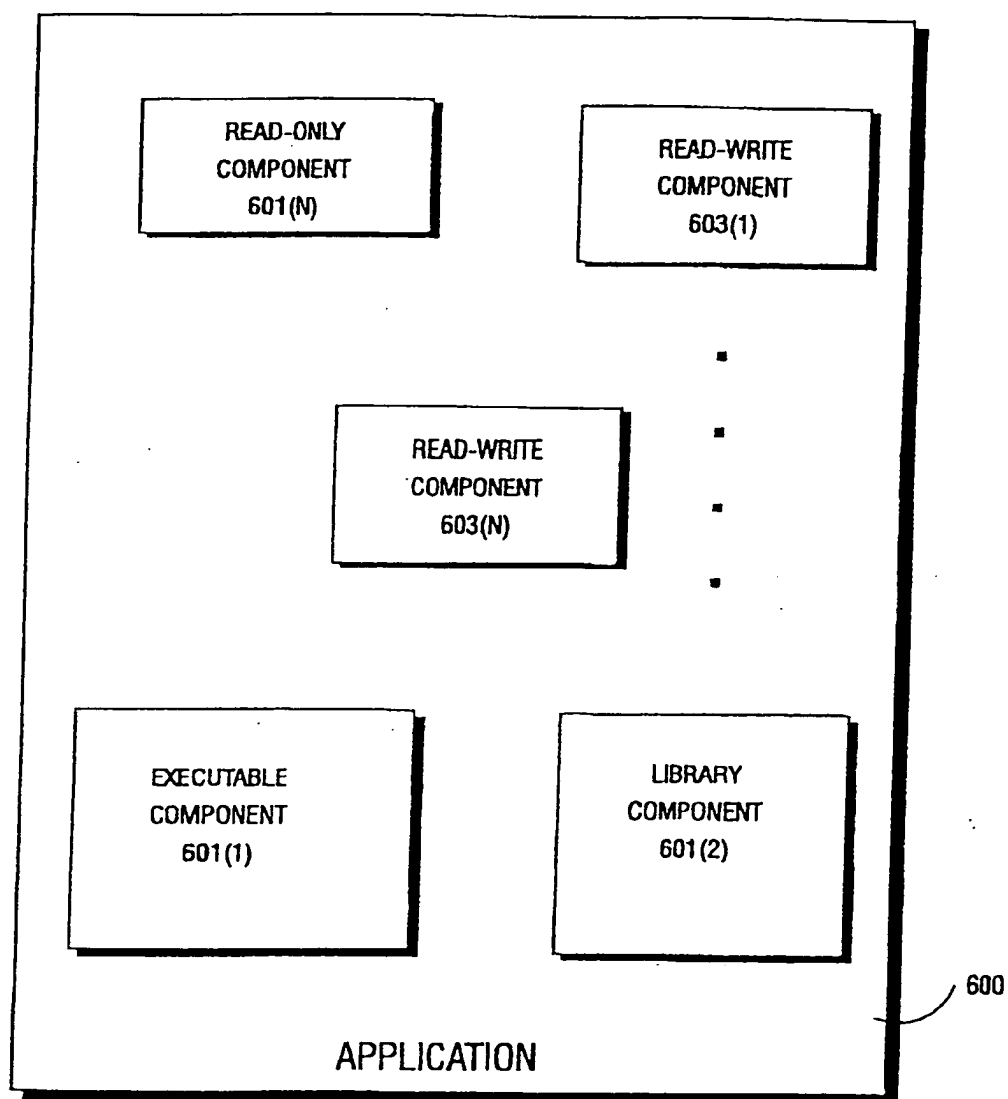 READ-ONLY
COMPONENT
601(N)
READ-WRITE
COMPONENT
603(1)
READ-WRITE
COMPONENT
603(N)
EXECUTABLE
COMPONENT
601(1)
LIBRARY
COMPONENT
601(2)
600
APPLICATION